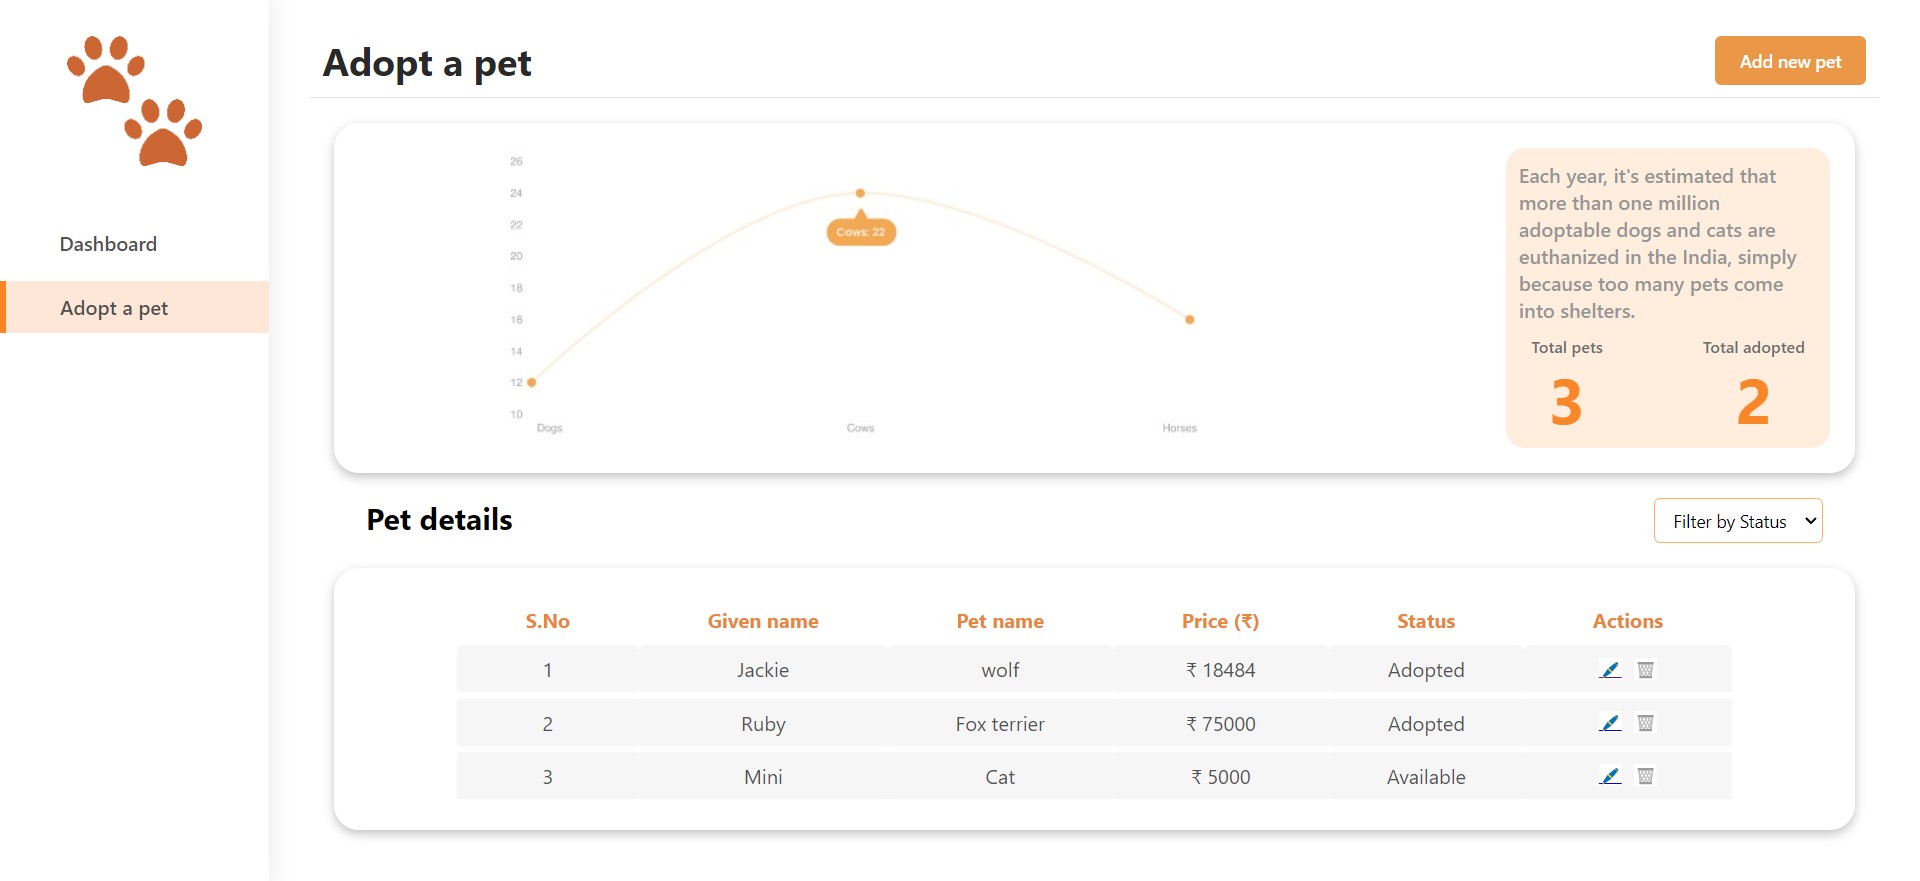 Adopt a pet
Add new pet
Dashboard
Adopt a pet
26
24
22
20
18
16
14
12
10
Cows: 22
Dogs Cows Horses
Each year, it's estimated that
more than one million
adoptable dogs and cats are
euthanized in the India, simply
because too many pets come
into shelters.
Total pets Total adopted
3 2
Pet details
Filter by Status
S.No Given name Pet name Price (₹) Status Actions
1 Jackie wolf ₹ 18484 Adopted
2 Ruby Fox terrier ₹ 75000 Adopted
3 Mini Cat ₹ 5000 Available